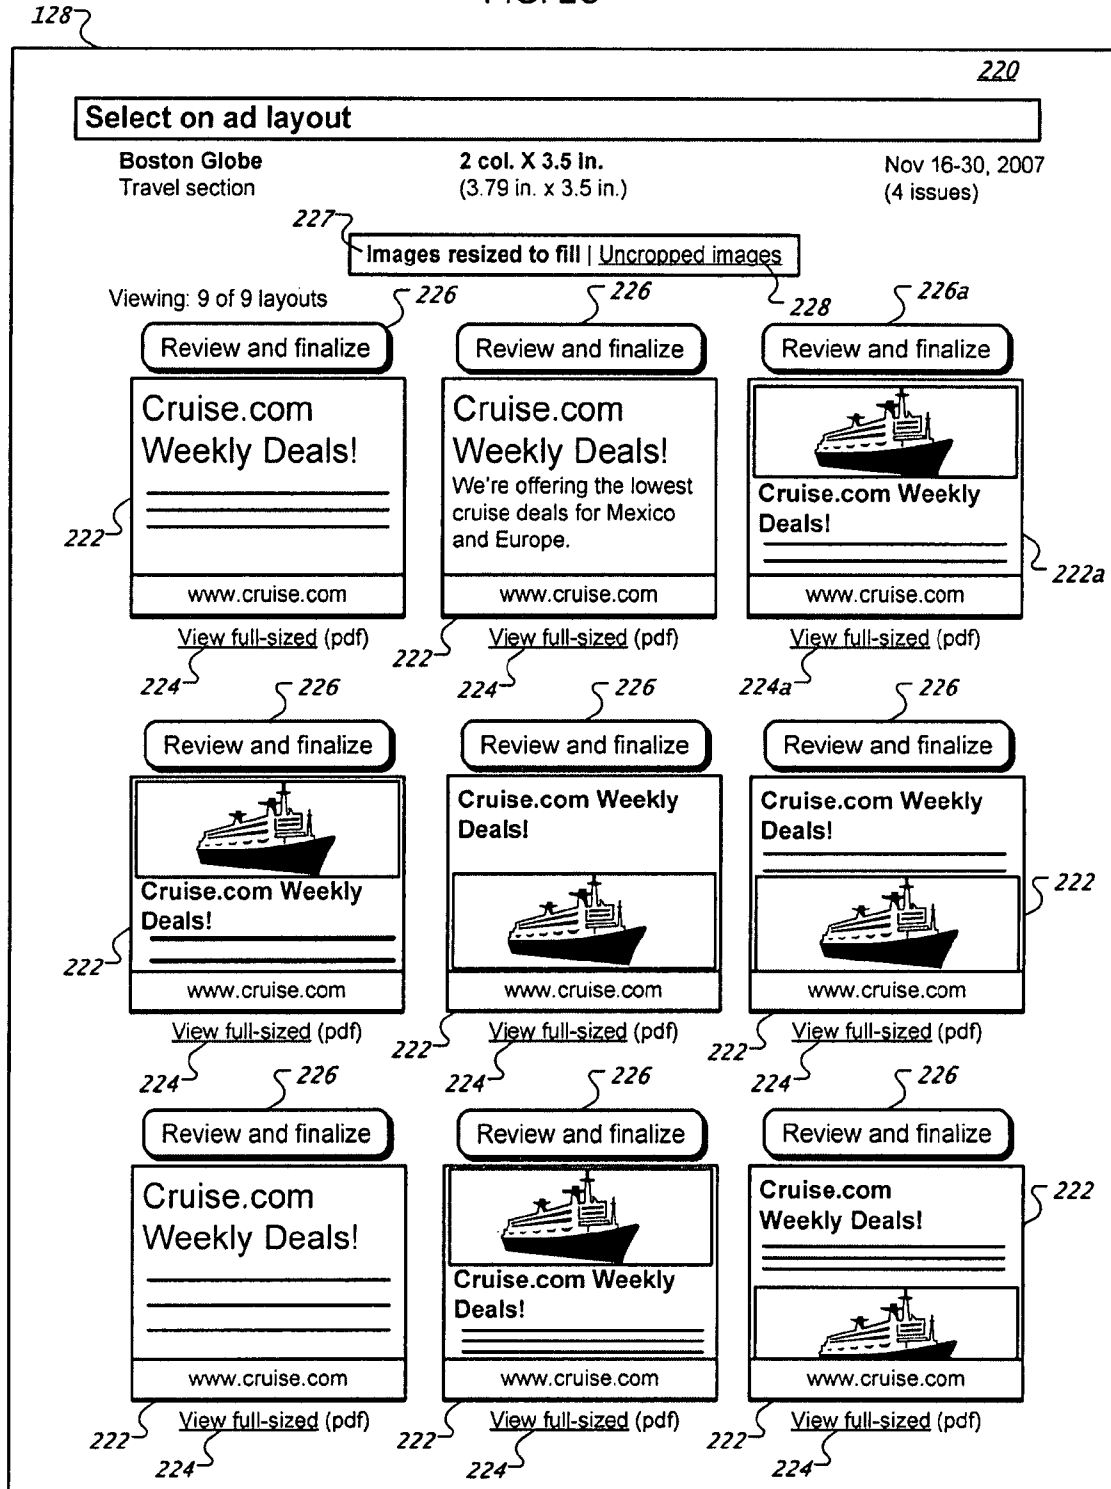 128
220
Select on ad layout
Boston Globe 2 col. X 3.5 in. Nov 16-30, 2007
Travel section (3.79 in. x 3.5 in.) (4 issues)
227
Images resized to fill | Uncropped images
Viewing: 9 of 9 layouts 226 226 228 226a
Review and finalize Review and finalize Review and finalize
Cruise.com
Weekly Deals!
www.cruise.com
222
View full-sized (pdf)
224
Cruise.com
Weekly Deals!
We're offering the lowest
cruise deals for Mexico
and Europe.
www.cruise.com
222
View full-sized (pdf)
224
Cruise.com Weekly
Deals!
222a
www.cruise.com
View full-sized (pdf)
224a
226 226 226
Review and finalize Review and finalize Review and finalize
Cruise.com Weekly
Deals!
222
www.cruise.com
View full-sized (pdf)
224
Cruise.com Weekly
Deals!
www.cruise.com
222
View full-sized (pdf)
224
Cruise.com Weekly
Deals!
222
www.cruise.com
222
View full-sized (pdf)
224
226 226 226
Review and finalize Review and finalize Review and finalize
Cruise.com
Weekly Deals!
www.cruise.com
222
View full-sized (pdf)
224
Cruise.com Weekly
Deals!
www.cruise.com
222
View full-sized (pdf)
224
Cruise.com
Weekly Deals!
222
www.cruise.com
222
View full-sized (pdf)
224